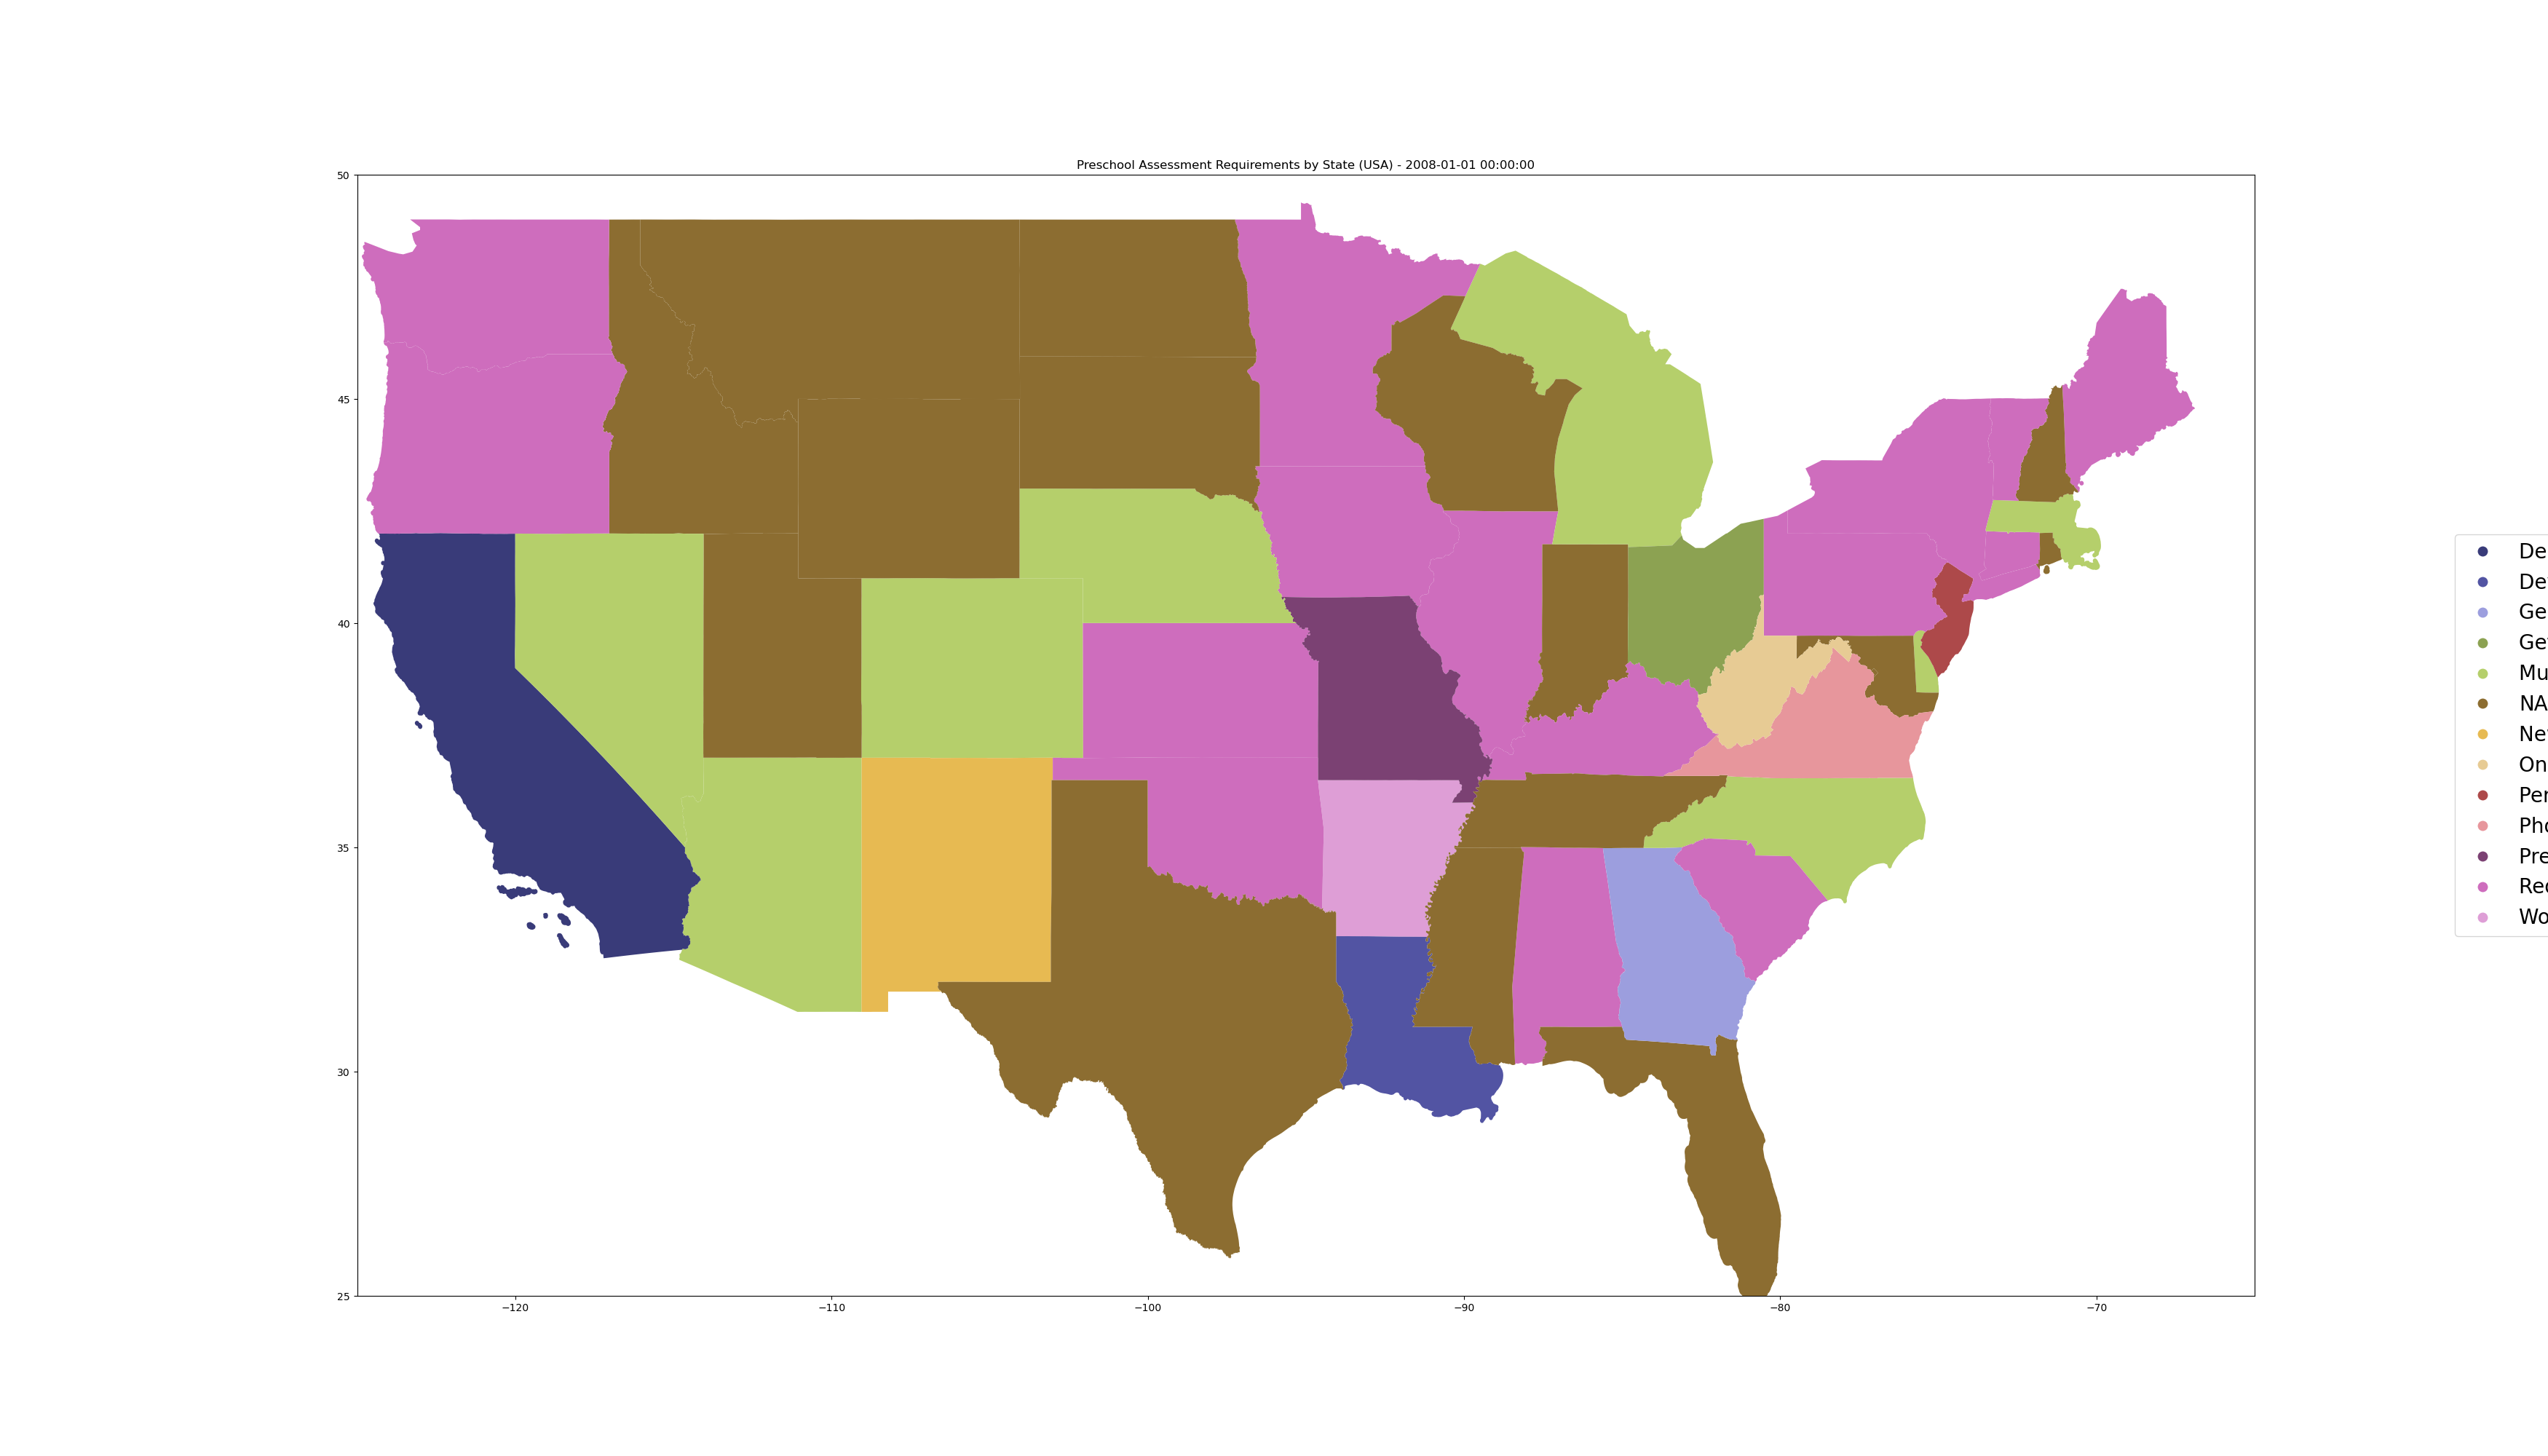 Preschool Assessment Requirements by State (USA) - 2008-01-01 00:00:00
50
45
40
35
30
25
−120
−110
−100
−90
−80
−70
De
De
Ge
Ge
Mu
NA
Ne
On
Per
Pho
Pre
Rec
Wo